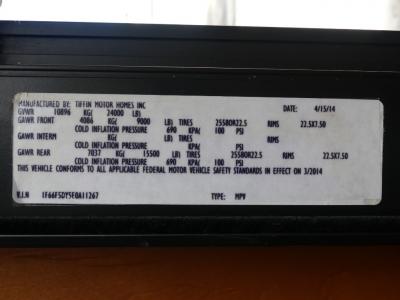 MANUFACTURED BY: TIFFIN MOTOR HOMES INC DATE: 4/15/14
GVWR 10896 KG( 24000 LB)
GAWR FRONT 4086 KG( 9000 LB) TIRES 25580R22.5 RIMS 22.5X7.50
COLD INFLATION PRESSURE 690 KPA( 100 PSI
GAWR INTERM KG( LB) TIRES RIMS
COLD INFLATION PRESSURE KPA( PSI
GAWR REAR 7037 KG( 15500 LB) TIRES 25580R22.5 RIMS 22.5X7.50
COLD INFLATION PRESSURE 690 KPA( 100 PSI
THIS VEHICLE CONFORMS TO ALL APPLICABLE FEDERAL MOTOR VEHICLE SAFETY STANDARDS IN EFFECT ON 3/2014
V.I.N 1F66F5DY5E0A11267 TYPE: MPV